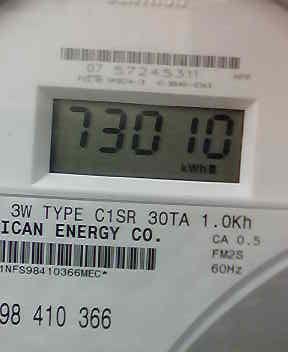 07 57245311
73010
kWh
3W TYPE C1SR 30TA 1.0Kh
ICAN ENERGY CO.
CA 0.5
FM2S
1NFS98410366MEC*
60Hz
98 410 366